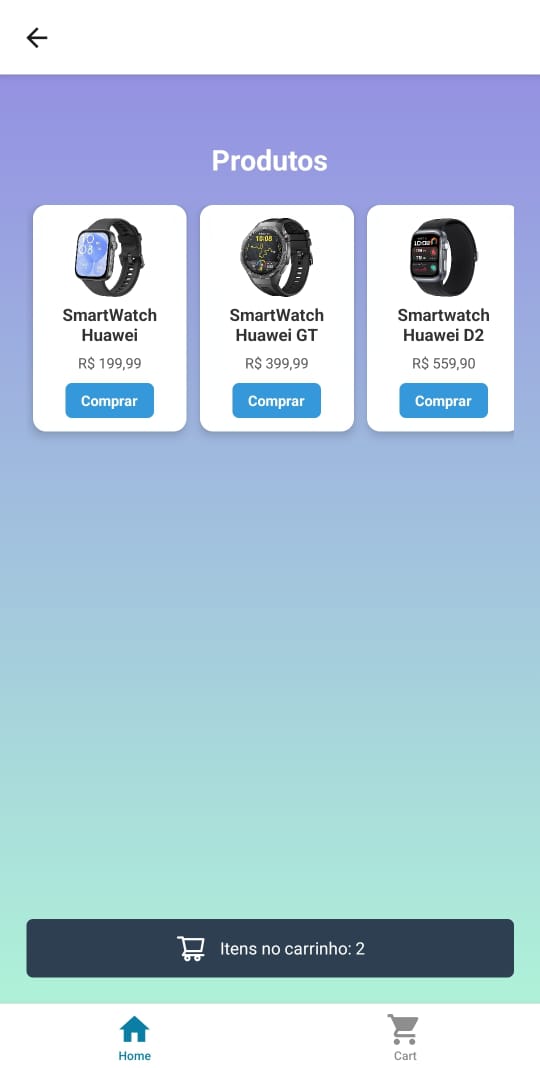 Produtos
SmartWatch
Huawei
R$ 199,99
Comprar
SmartWatch
Huawei GT
R$ 399,99
Comprar
Smartwatch
Huawei D2
R$ 559,90
Comprar
Itens no carrinho: 2
Home
Cart